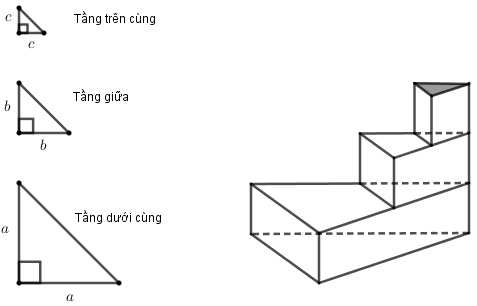 c
Tầng trên cùng
c
Tầng giữa
b
b
Tầng dưới cùng
a
a